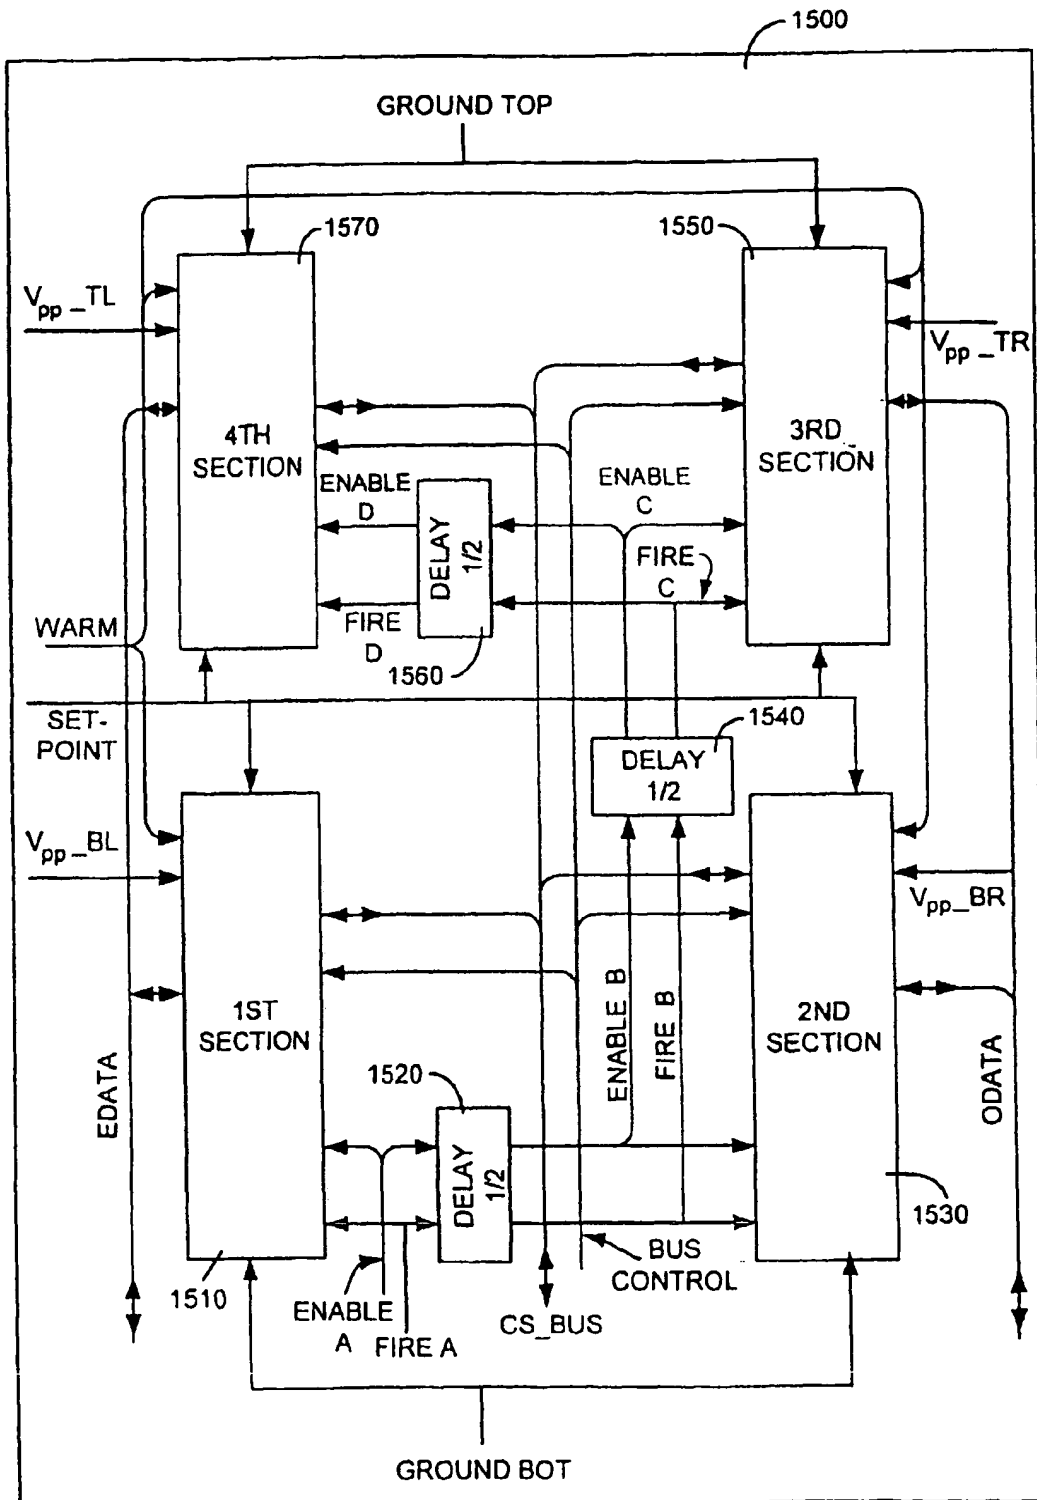 1500
GROUND TOP
1570
1550
Vpp_TL
Vpp_TR
4TH
SECTION
3RD
SECTION
ENABLE
D
DELAY
1/2
ENABLE
C
FIRE
C
FIRE
D
1560
WARM
SET-
POINT
1540
DELAY
1/2
Vpp_BL
Vpp_BR
1ST
SECTION
2ND
SECTION
ENABLE B
FIRE B
EDATA
ODATA
1520
DELAY
1/2
1530
BUS
CONTROL
1510
ENABLE
A
FIRE A
CS_BUS
GROUND BOT